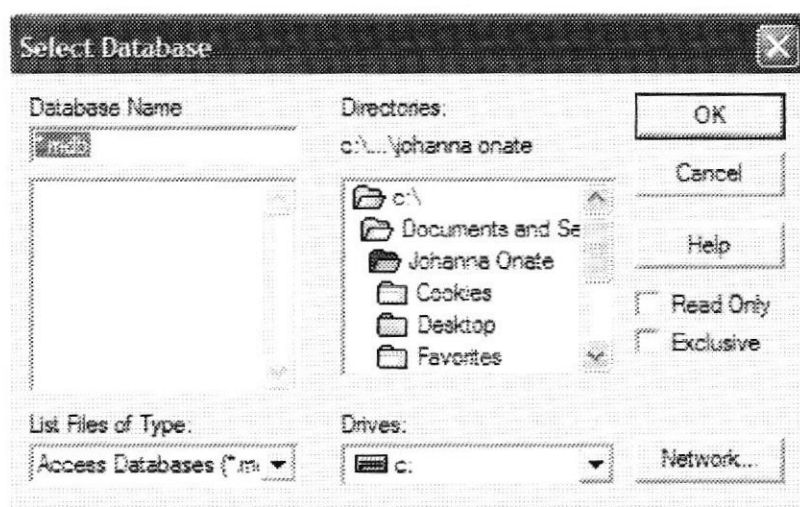 Select Database
Database Name
*.mdb
List Files of Type:
Access Databases (*.m
Directories:
c:\...\johanna onate
c:\
Documents and Se
Johanna Onate
Cookies
Desktop
Favorites
Drives:
c:
OK
Cancel
Help
Read Only
Exclusive
Network...